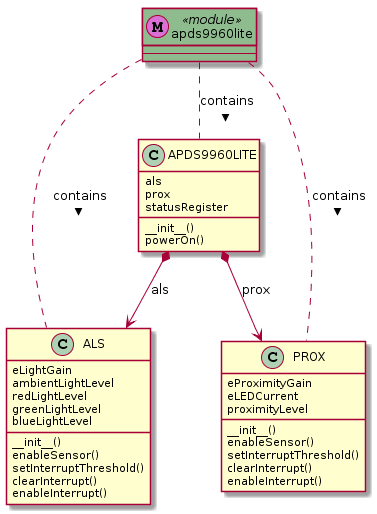 M
«module»
apds9960lite
contains
▼
contains
▼
contains
▼
C APDS9960LITE
als
prox
statusRegister
__init__()
powerOn()
als
prox
C ALS
eLightGain
ambientLightLevel
redLightLevel
greenLightLevel
blueLightLevel
__init__()
enableSensor()
setInterruptThreshold()
clearInterrupt()
enableInterrupt()
C PROX
eProximityGain
eLEDCurrent
proximityLevel
__init__()
enableSensor()
setInterruptThreshold()
clearInterrupt()
enableInterrupt()